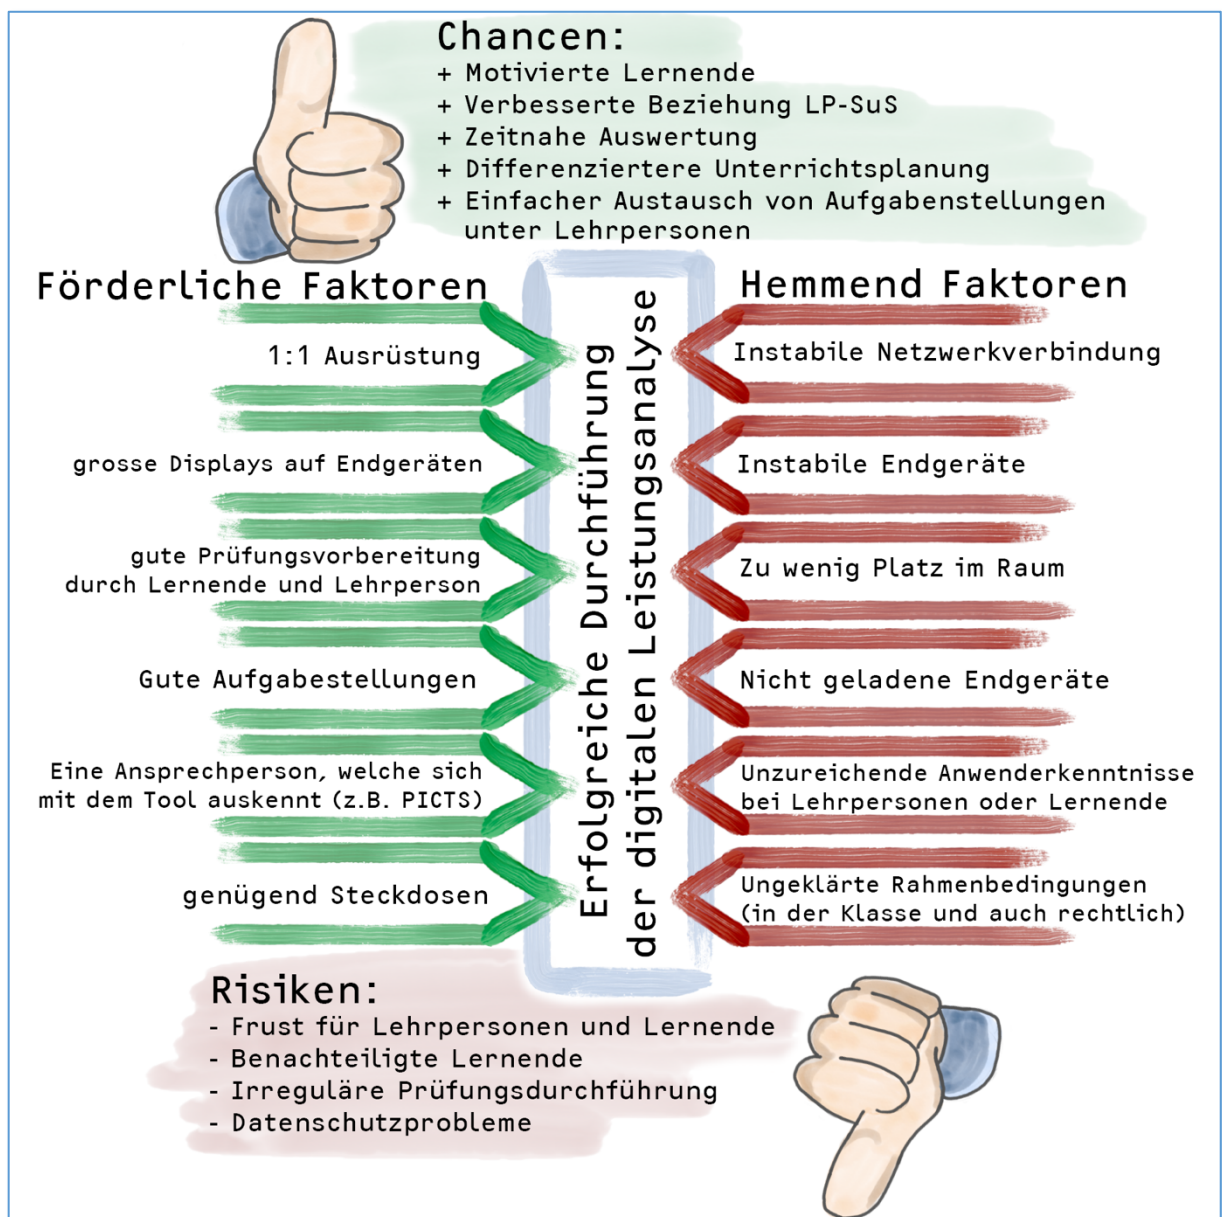 Chancen:
+ Motivierte Lernende
+ Verbesserte Beziehung LP-SuS
+ Zeitnahe Auswertung
+ Differenziertere Unterrichtsplanung
+ Einfacher Austausch von Aufgabenstellungen
unter Lehrpersonen
Förderliche Faktoren
1:1 Ausrüstung
grosse Displays auf Endgeräten
gute Prüfungsvorbereitung
durch Lernende und Lehrperson
Gute Aufgabestellungen
Eine Ansprechperson, welche sich
mit dem Tool auskennt (z.B. PICTS)
genügend Steckdosen
Erfolgreiche Durchführung
der digitalen Leistungsanalyse
Hemmend Faktoren
Instabile Netzwerkverbindung
Instabile Endgeräte
Zu wenig Platz im Raum
Nicht geladene Endgeräte
Unzureichende Anwenderkenntnisse
bei Lehrpersonen oder Lernende
Ungeklärte Rahmenbedingungen
(in der Klasse und auch rechtlich)
Risiken:
- Frust für Lehrpersonen und Lernende
- Benachteiligte Lernende
- Irreguläre Prüfungsdurchführung
- Datenschutzprobleme